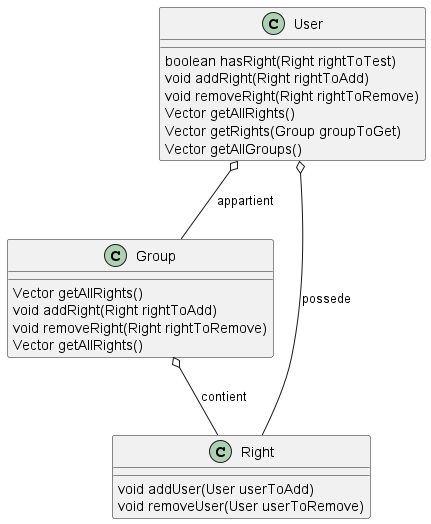 C User
boolean hasRight(Right rightToTest)
void addRight(Right rightToAdd)
void removeRight(Right rightToRemove)
Vector getAllRights()
Vector getRights(Group groupToGet)
Vector getAllGroups()
appartient
C Group
Vector getAllRights()
void addRight(Right rightToAdd)
void removeRight(Right rightToRemove)
Vector getAllRights()
possede
contient
C Right
void addUser(User userToAdd)
void removeUser(User userToRemove)